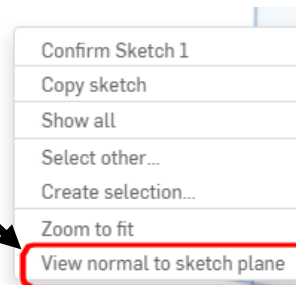 Confirm Sketch 1
Copy sketch
Show all
Select other...
Create selection...
Zoom to fit
View normal to sketch plane